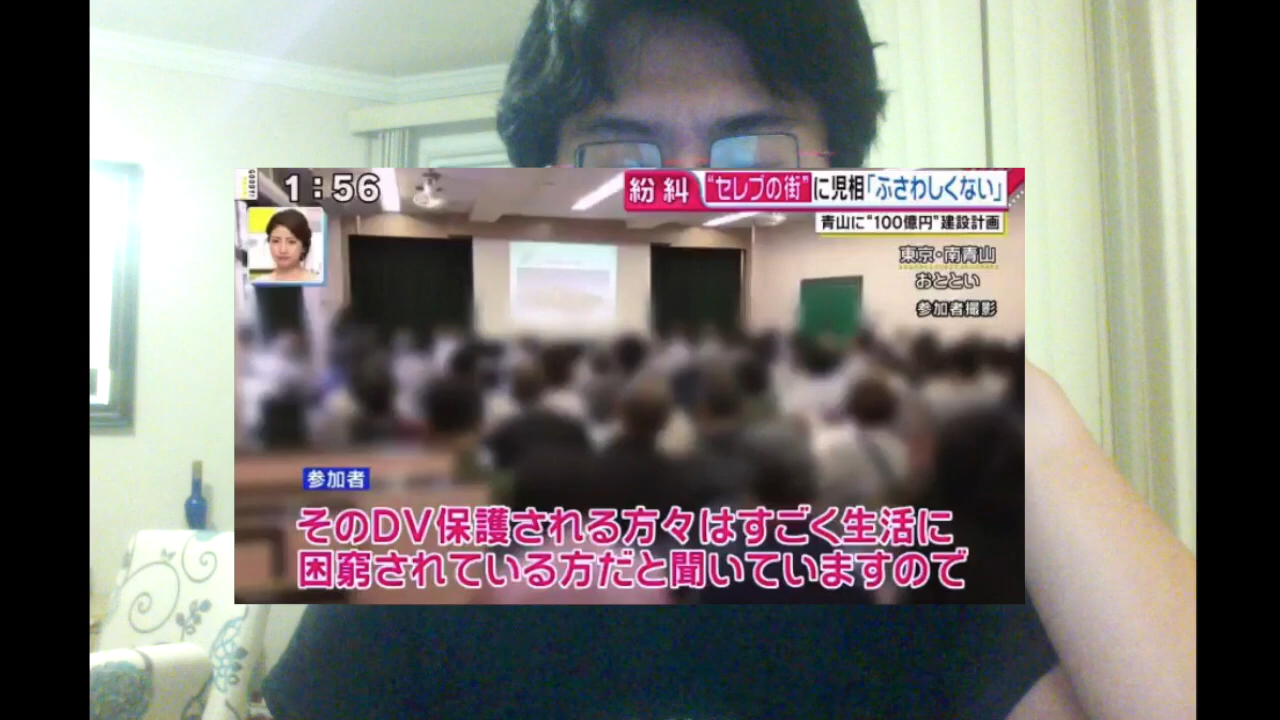 1:56
紛糾 "セレブの街"に児相「ふさわしくない」
青山に"100億円"建設計画
東京・南青山
おととい
参加者撮影
参加者
そのDV保護される方々はすごく生活に
困窮されている方だと聞いていますので